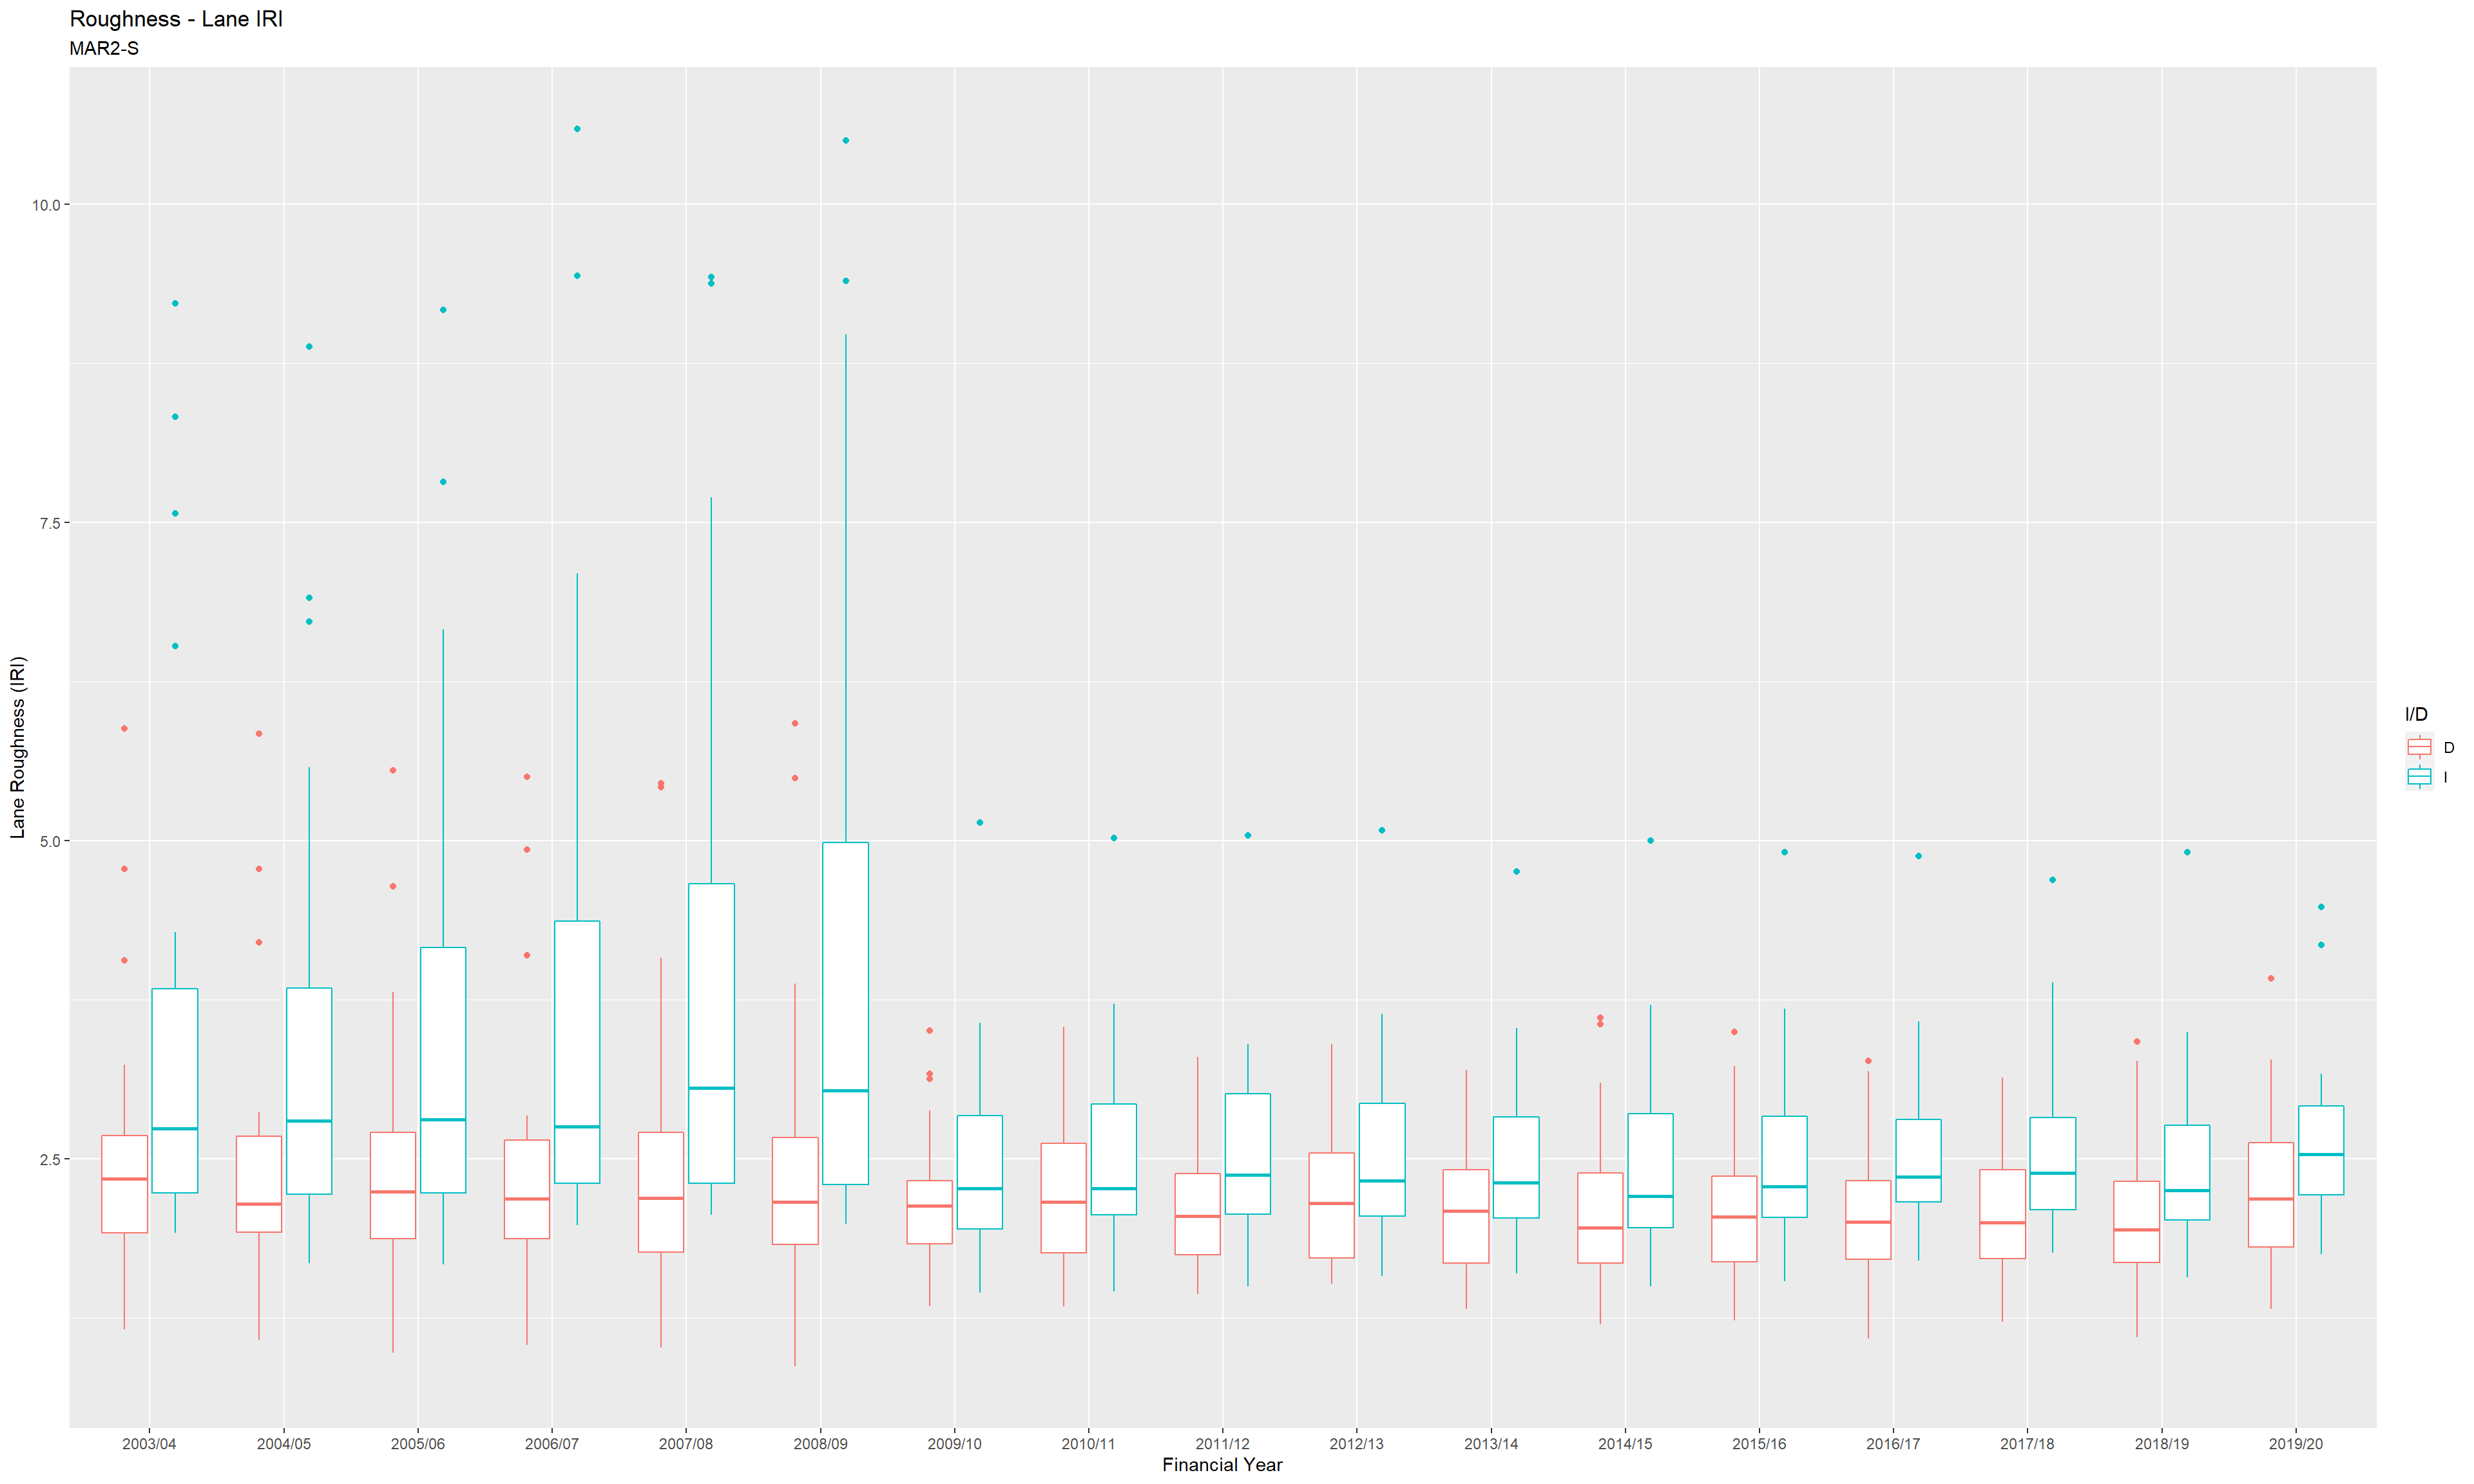 Roughness - Lane IRI
MAR2-S
Lane Roughness (IRI)
10.0
7.5
5.0
2.5
2003/04 2004/05 2005/06 2006/07 2007/08 2008/09 2009/10 2010/11 2011/12 2012/13 2013/14 2014/15 2015/16 2016/17 2017/18 2018/19 2019/20
Financial Year
I/D
D
I